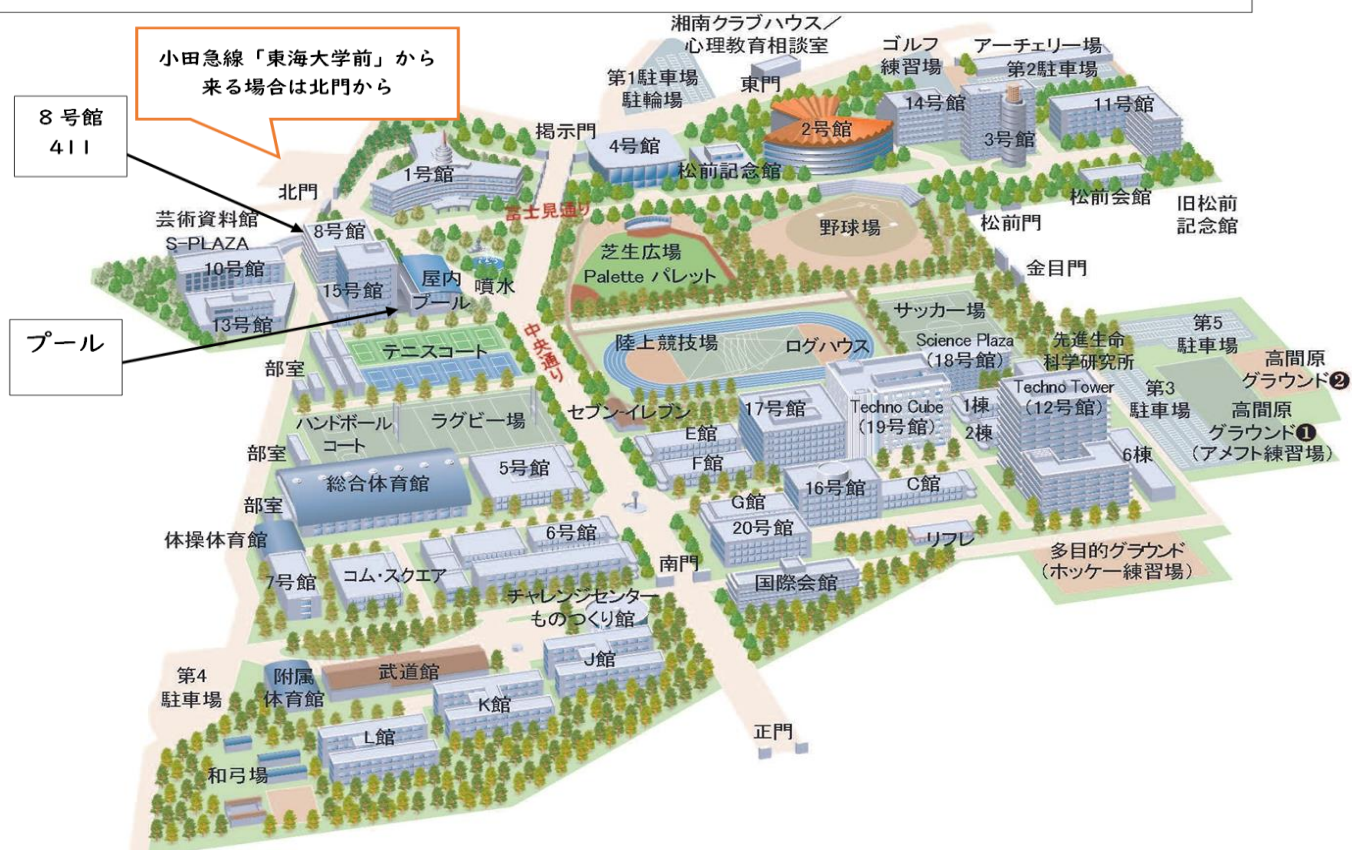 小田急線「東海大学前」から
来る場合は北門から
8号館
411
プール
湘南クラブハウス／
心理教育相談室
ゴルフ
練習場
アーチェリー場
第2駐車場
第1駐車場
駐輪場
東門
14号館
11号館
掲示門
4号館
2号館
3号館
松前記念館
1号館
北門
富士見通り
松前会館
旧松前
記念館
松前門
芸術資料館
S-PLAZA
8号館
10号館
野球場
芝生広場
Palette パレット
金目門
15号館
屋内
プール
噴水
13号館
中央通り
サッカー場
陸上競技場
ログハウス
Science Plaza
(18号館)
先進生命
科学研究所
第5
駐車場
テニスコート
部室
高間原
グラウンド❷
Techno Tower
(12号館)
第3
駐車場
セブン-イレブン
17号館
Techno Cube
(19号館)
1棟
2棟
高間原
グラウンド❶
(アメフト練習場)
ハンドボール
コート
ラグビー場
E館
部室
F館
6棟
5号館
総合体育館
16号館
C館
部室
G館
20号館
6号館
体操体育館
リフレ
7号館
コム・スクエア
南門
国際会館
多目的グラウンド
(ホッケー練習場)
チャレンジセンター
ものつくり館
J館
第4
駐車場
附属
体育館
武道館
K館
L館
正門
和弓場